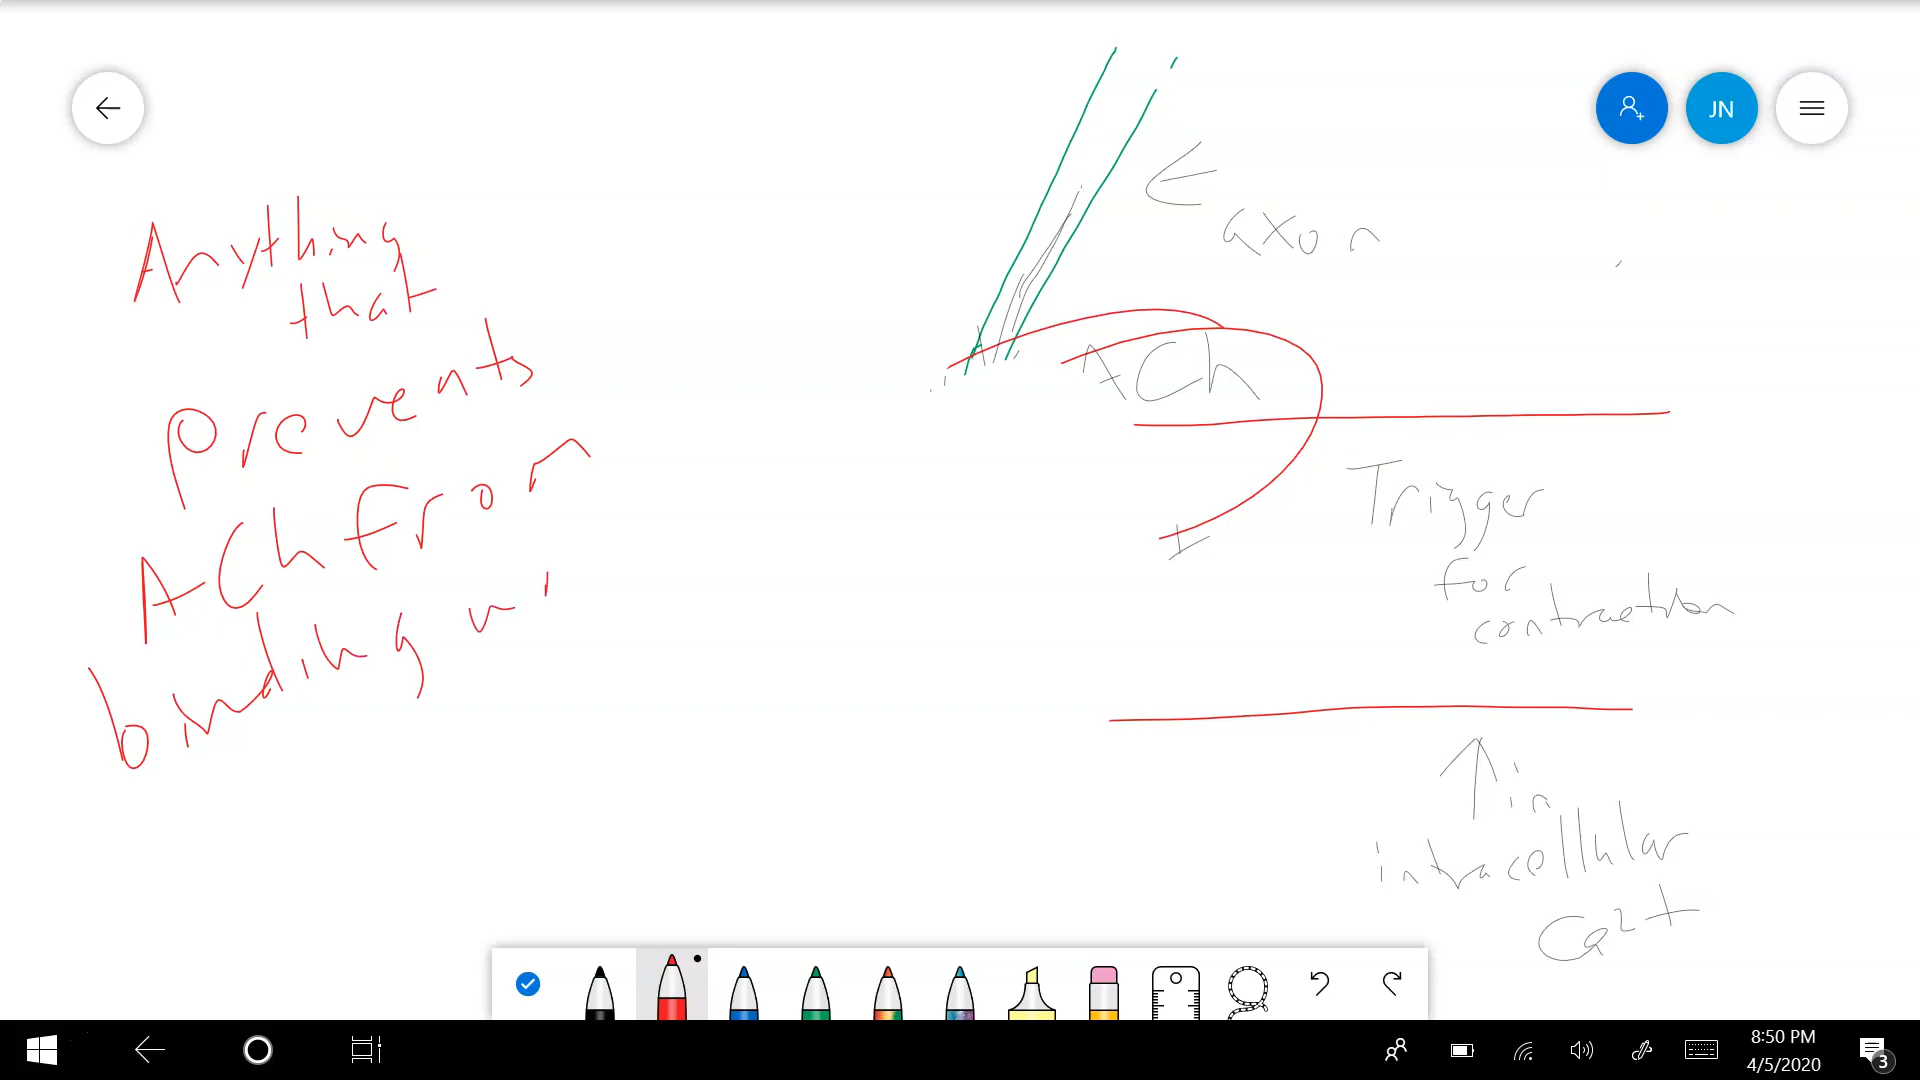 JN
Anything
that
prevents
ACh from
binding
axon
ACh
Trigger
for
contraction
↑ in
intracellular
Ca2+
8:50 PM
4/5/2020
3